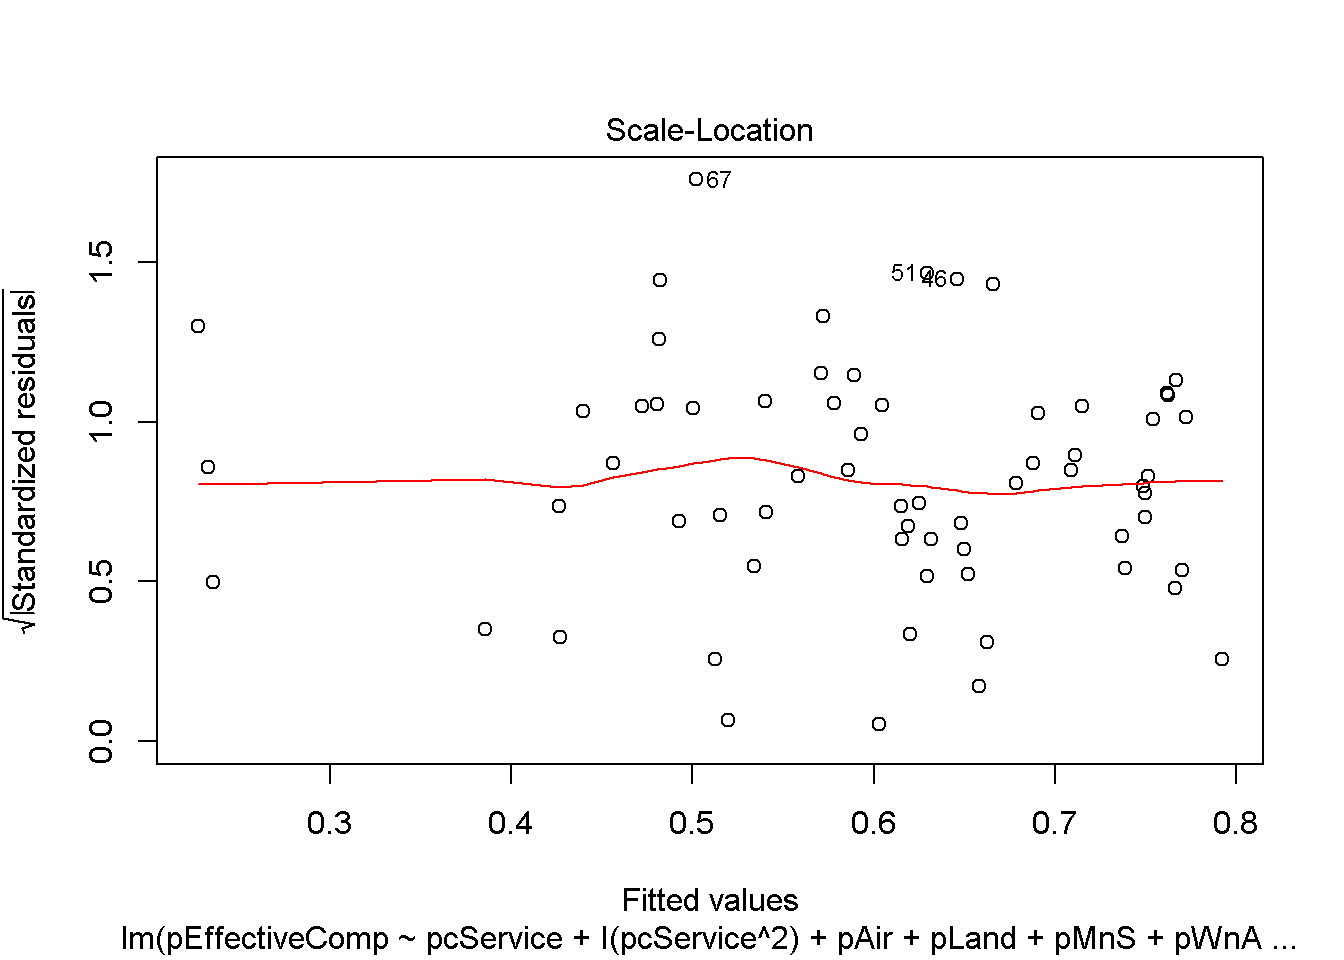 Scale-Location
√|Standardized residuals|
1.5
1.0
0.5
0.0
67
51
46
0.3 0.4 0.5 0.6 0.7 0.8
Fitted values
lm(pEffectiveComp ~ pcService + I(pcService^2) + pAir + pLand + pMnS + pWnA ...